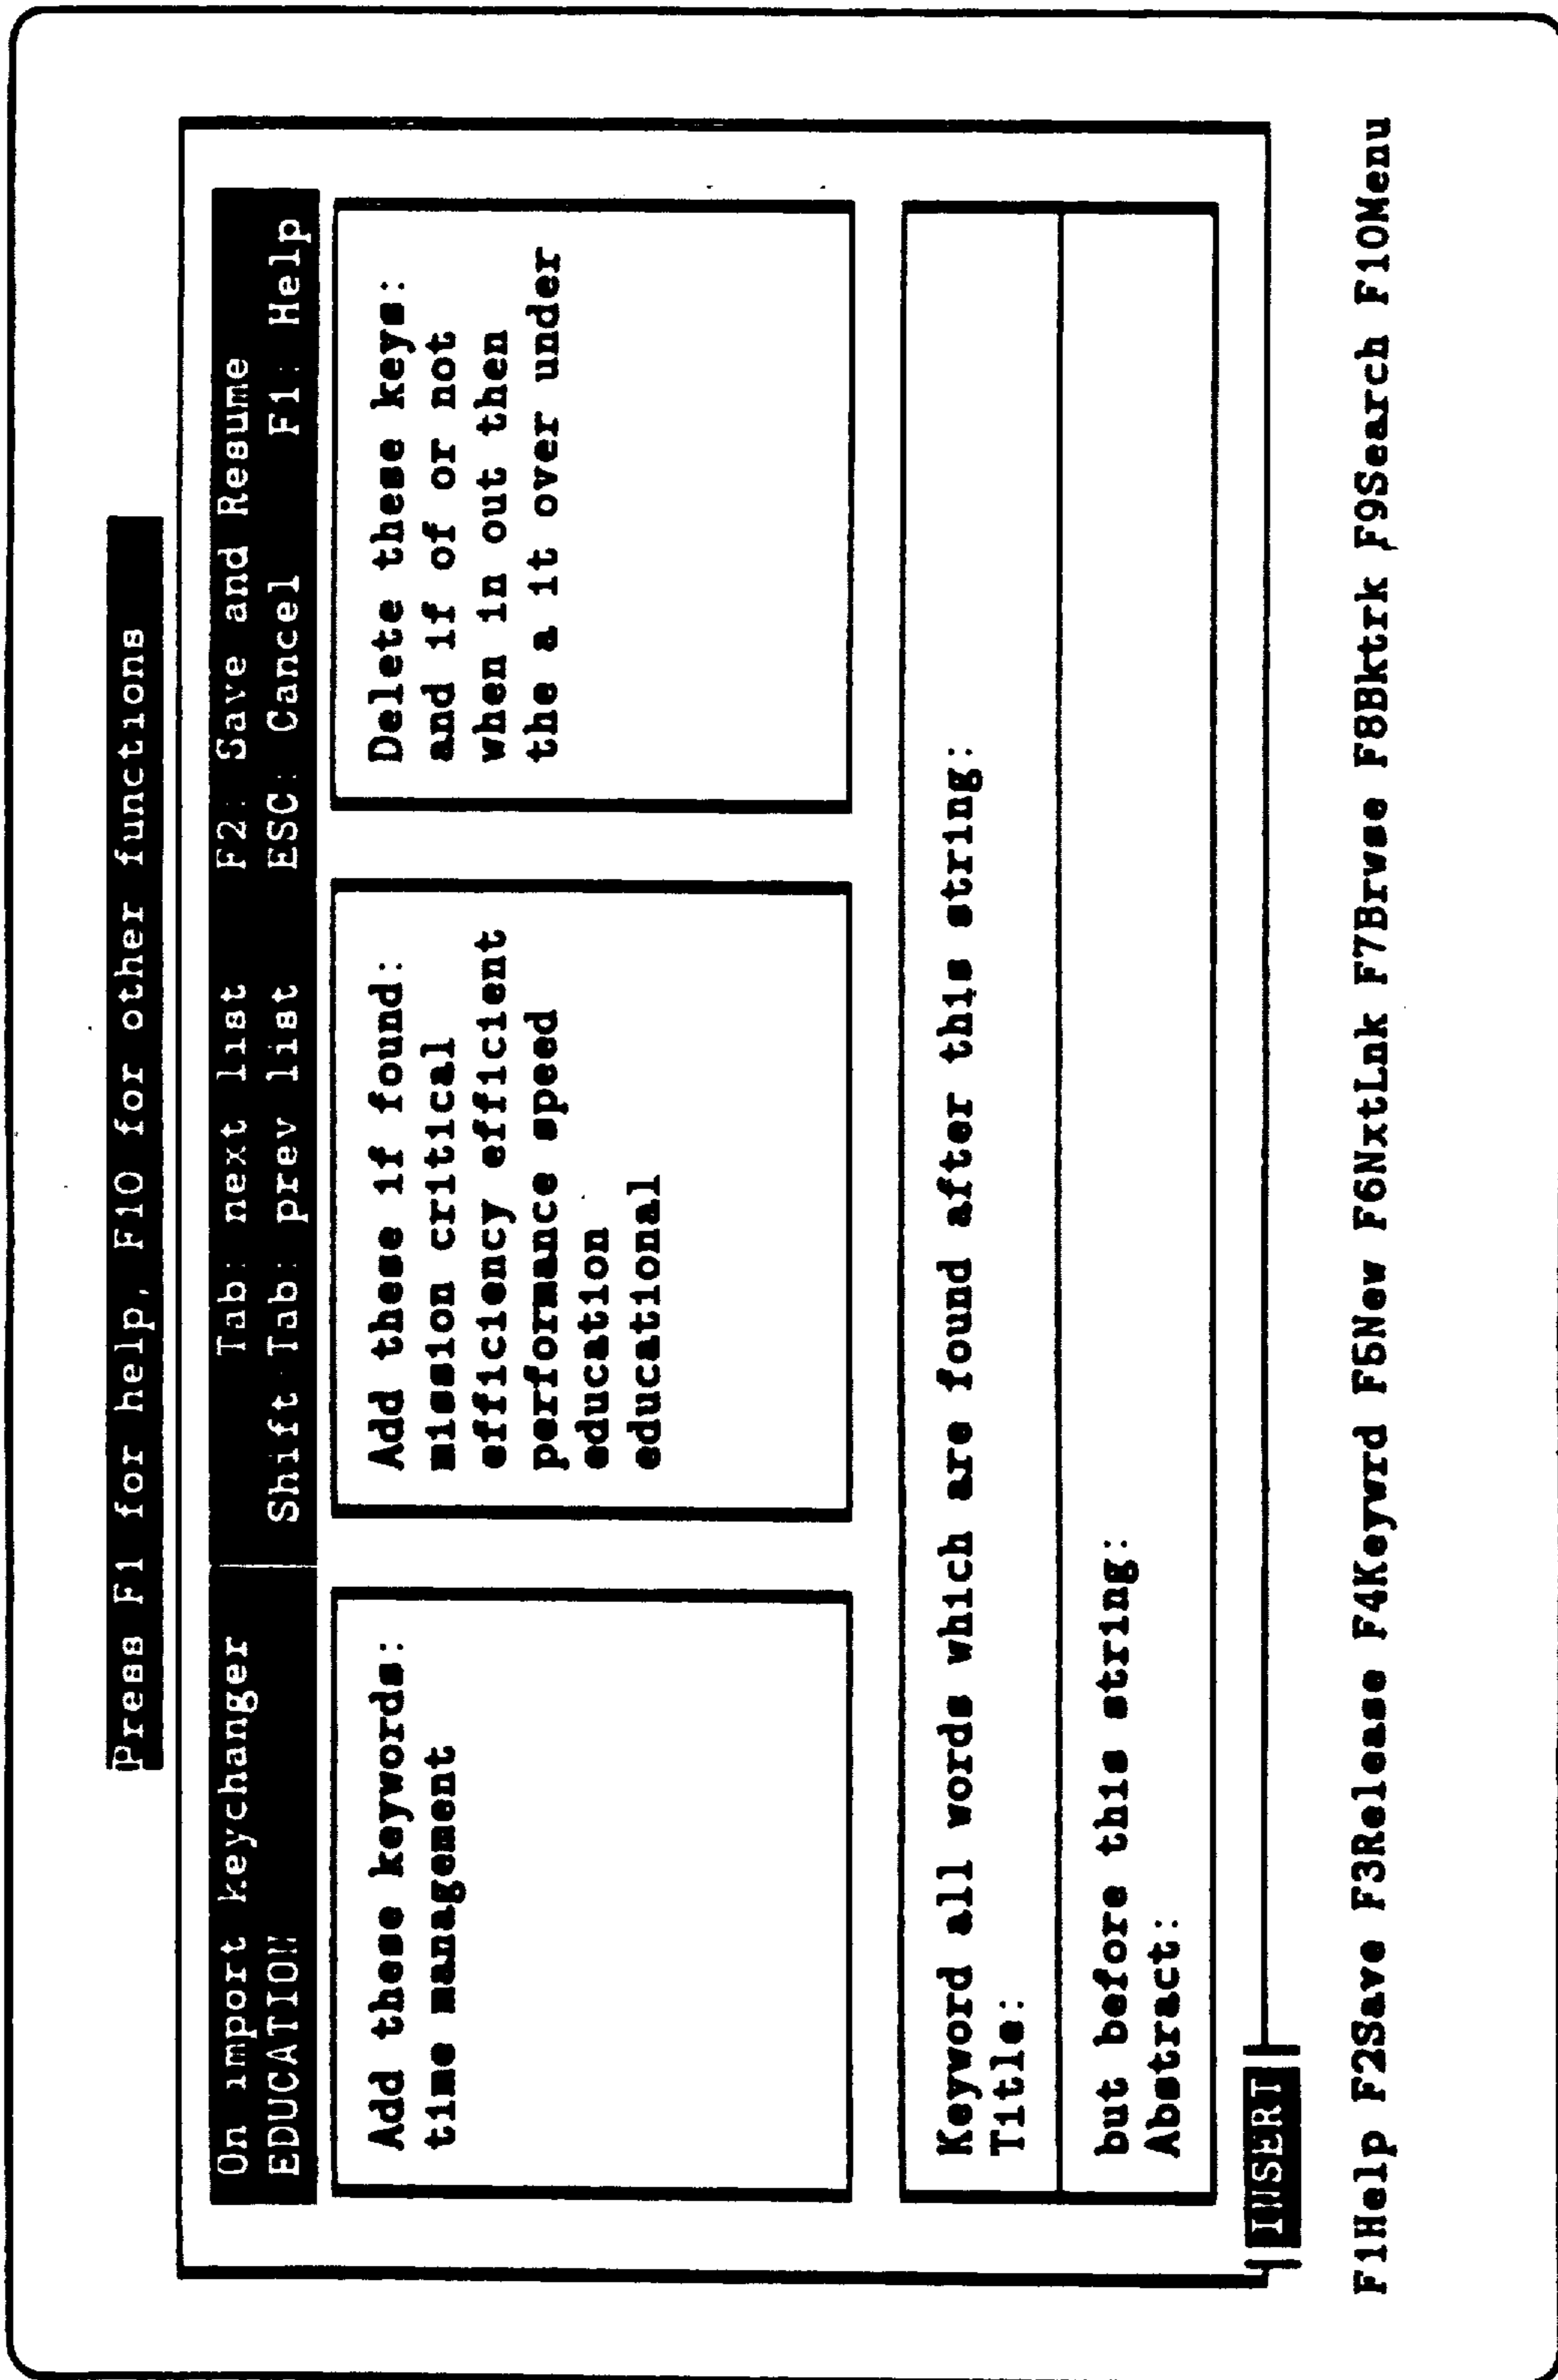 Press F1 for help, F10 for other functions
On import keychanger Tab: next list F2: Save and Resume
EDUCATION Shift-Tab: prev list ESC: Cancel F1: Help
Add these keywords:
time management
Add these if found:
mission critical
efficiency efficient
performance speed
education
educational
Delete these keys:
and if of or not
when in out then
the a it over under
Keyword all words which are found after this string:
Title:
but before this string:
Abstract:
INSERT
F1Help F2Save F3Release F4Keywrd F5New F6NxtLnk F7Brwse F8Bktrk F9Search F10Menu